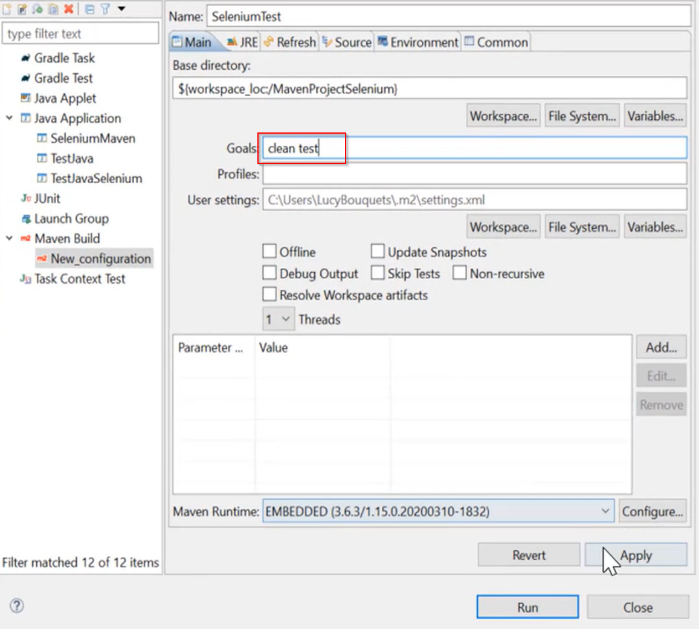 Name: SeleniumTest
type filter text
Main JRE Refresh Source Environment Common
Gradle Task
Gradle Test
Java Applet
Java Application
SeleniumMaven
TestJava
TestJavaSelenium
JUnit
Launch Group
Maven Build
New_configuration
Task Context Test
Filter matched 12 of 12 items
Base directory:
${workspace_loc:/MavenProjectSelenium}
Workspace... File System... Variables...
Goals: clean test
Profiles:
User settings: C:\Users\LucyBouquets\.m2\settings.xml
Workspace... File System... Variables...
Offline Update Snapshots
Debug Output Skip Tests Non-recursive
Resolve Workspace artifacts
1 Threads
Parameter ... Value
Add...
Edit...
Remove
Maven Runtime: EMBEDDED (3.6.3/1.15.0.20200310-1832) Configure...
Revert Apply
Run Close